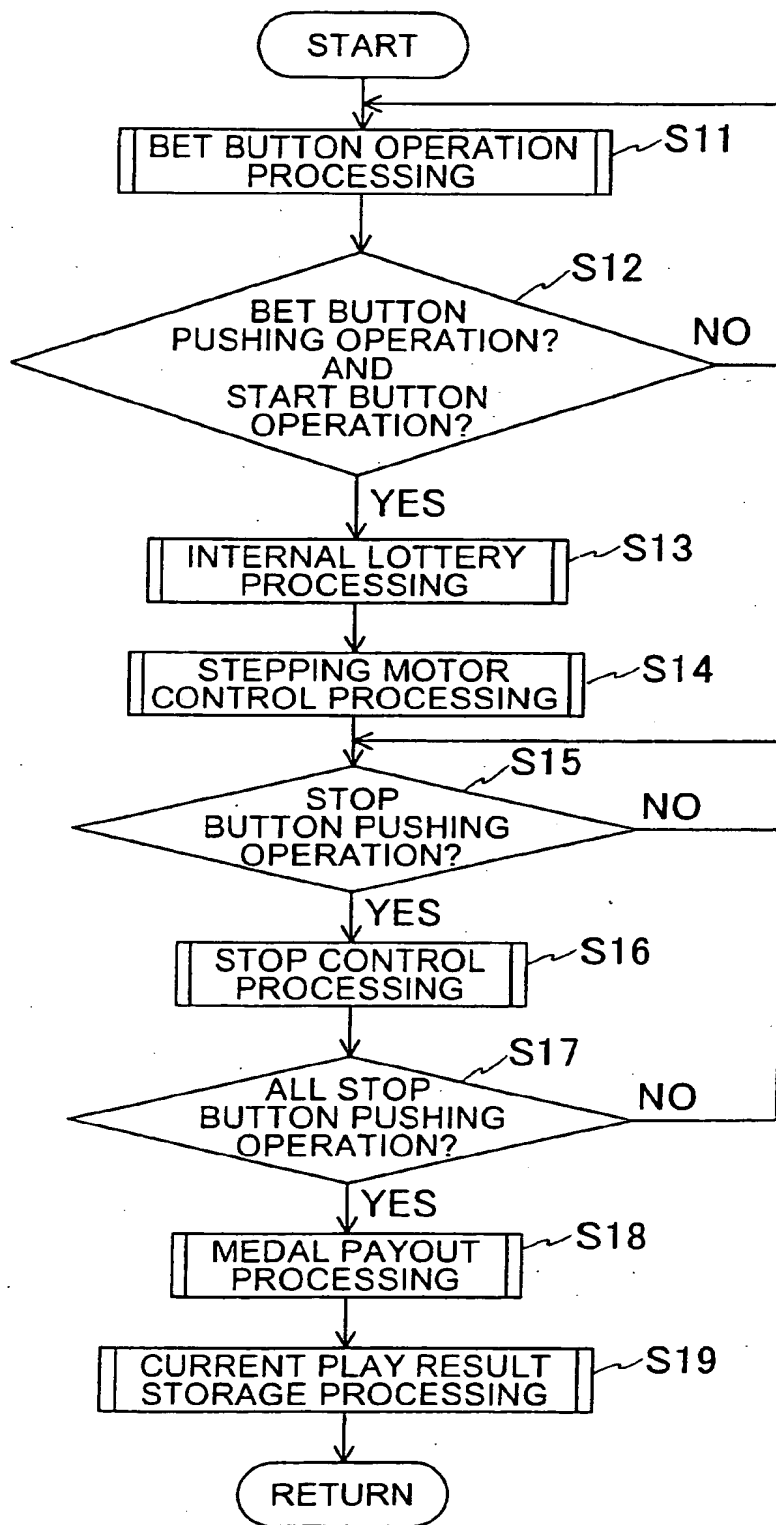 START
BET BUTTON OPERATION
PROCESSING
S11
S12
BET BUTTON
PUSHING OPERATION?
AND
START BUTTON
OPERATION?
NO
YES
INTERNAL LOTTERY
PROCESSING
S13
STEPPING MOTOR
CONTROL PROCESSING
S14
S15
STOP
BUTTON PUSHING
OPERATION?
NO
YES
STOP CONTROL
PROCESSING
S16
S17
ALL STOP
BUTTON PUSHING
OPERATION?
NO
YES
MEDAL PAYOUT
PROCESSING
S18
CURRENT PLAY RESULT
STORAGE PROCESSING
S19
RETURN